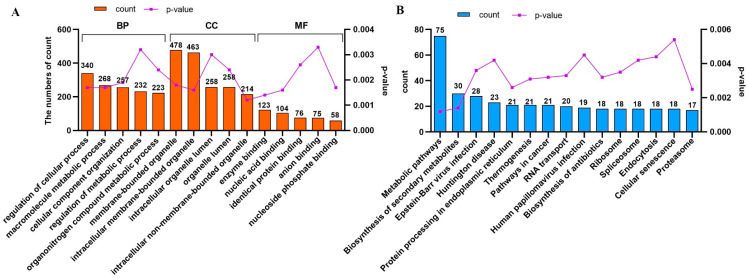 A
count
p-value
BP
CC
MF
The numbers of count
600
400
200
0
340
268
257
232
223
478
463
258
258
214
123
104
76
75
58
0.004
0.003
0.002
0.001
0.000
p-value
regulation of cellular process
macromolecule metabolic process
cellular component organization
regulation of metabolic process
organonitrogen compound metabolic process
membrane-bounded organelle
intracellular membrane-bounded organelle
intracellular organelle lumen
organelle lumen
intracellular non-membrane-bounded organelle
enzyme binding
nucleic acid binding
identical protein binding
anion binding
nucleoside phosphate binding
B
count
p-value
count
80
60
40
20
0
75
30
28
23
21
21
21
20
19
18
18
18
18
18
17
0.006
0.004
0.002
0.000
p-value
Metabolic pathways
Biosynthesis of secondary metabolites
Epstein-Barr virus infection
Huntington disease
Protein processing in endoplasmic reticulum
Thermogenesis
Pathways in cancer
RNA transport
Human papillomavirus infection
Biosynthesis of antibiotics
Ribosome
Spliceosome
Endocytosis
Cellular senescence
Proteasome